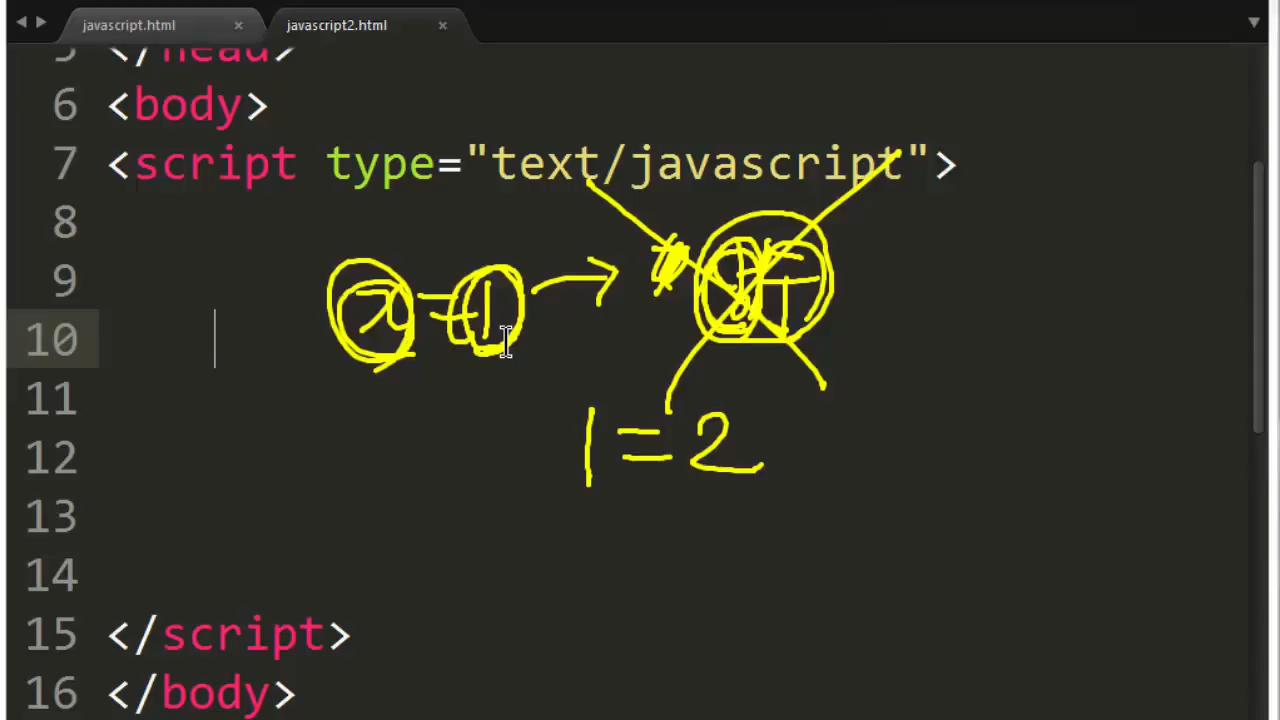 javascript.html × javascript2.html ×
5 </head>
6 <body>
7 <script type="text/javascript">
8
9
x = 1 →
10
11
1 = 2
12
13
14
15 </script>
16 </body>